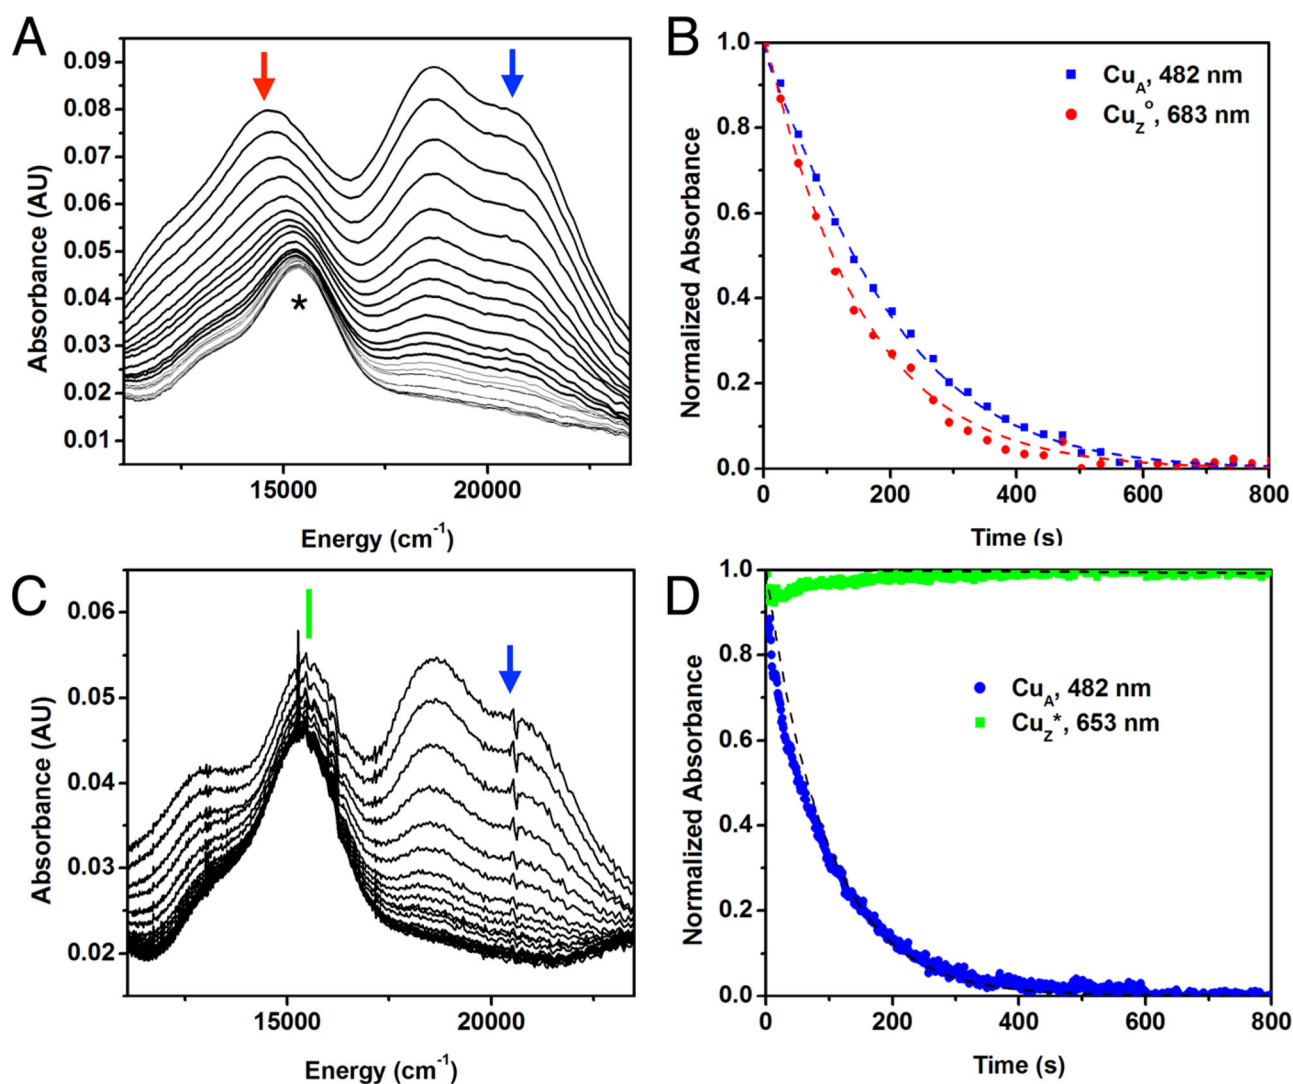 A
0.09
0.08
0.07
0.06
0.05
0.04
0.03
0.02
0.01
Absorbance (AU)
*
15000
20000
Energy (cm⁻¹)
B
1.0
0.8
0.6
0.4
0.2
0.0
Normalized Absorbance
Cu_A, 482 nm
Cu_Z°, 683 nm
0
200
400
600
800
Time (s)
C
0.06
0.05
0.04
0.03
0.02
Absorbance (AU)
15000
20000
Energy (cm⁻¹)
D
1.0
0.8
0.6
0.4
0.2
0.0
Normalized Absorbance
Cu_A, 482 nm
Cu_Z*, 653 nm
0
200
400
600
800
Time (s)